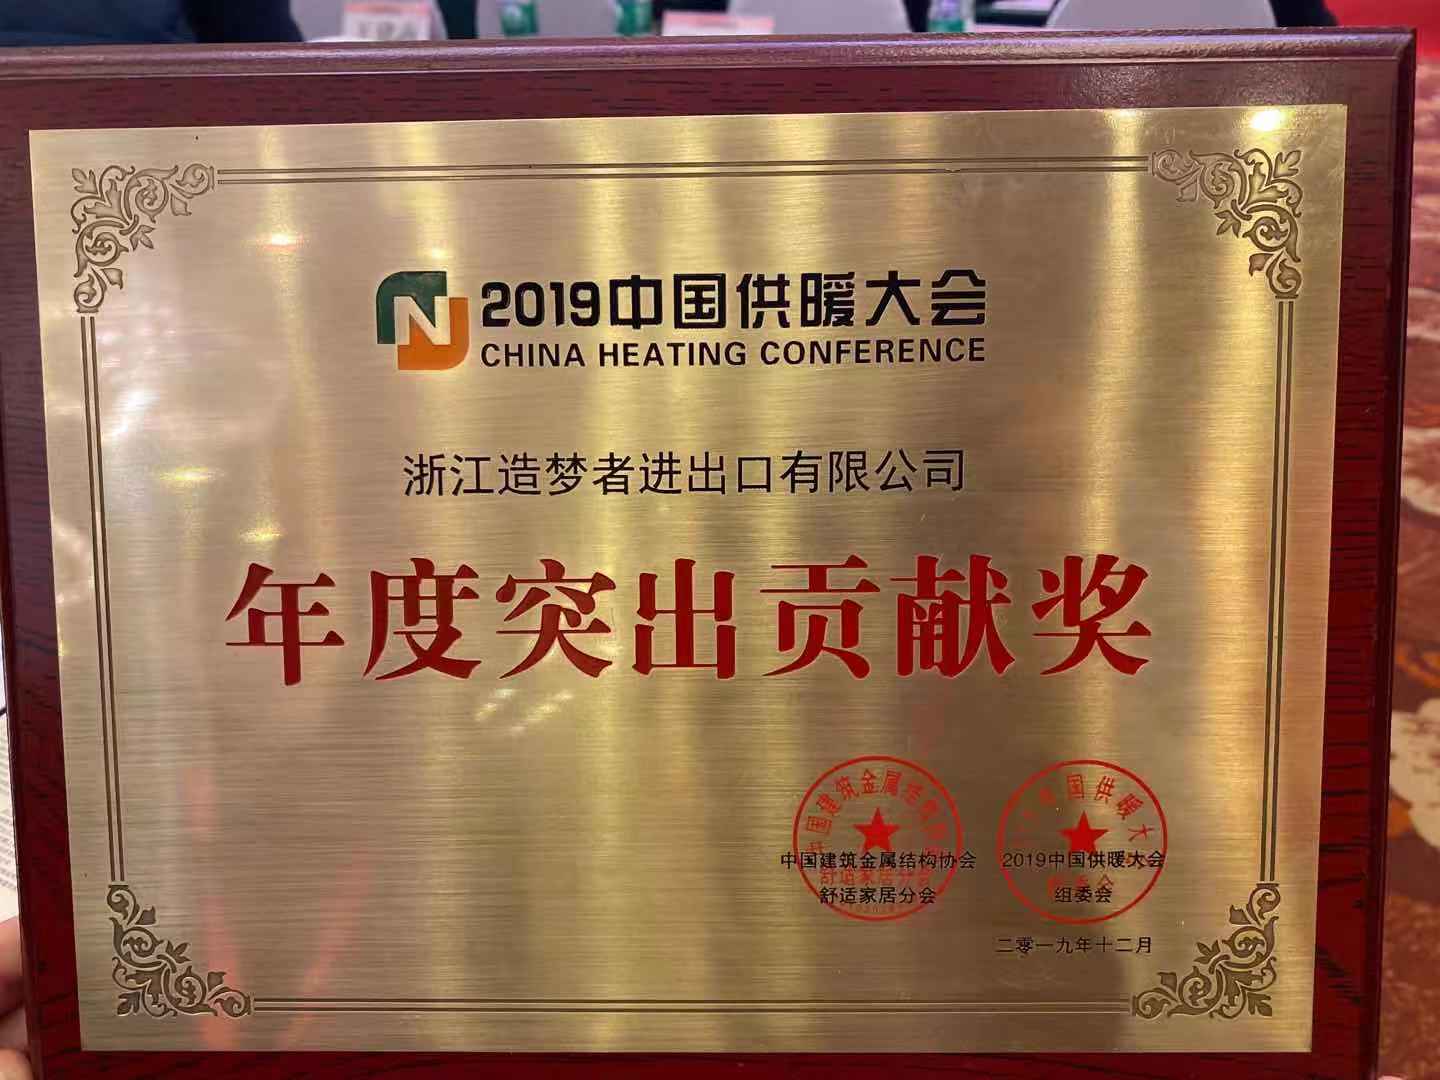 2019中国供暖大会
CHINA HEATING CONFERENCE
浙江造梦者进出口有限公司
年度突出贡献奖
中国建筑金属结构协会
舒适家居分会
2019中国供暖大会
组委会
二零一九年十二月